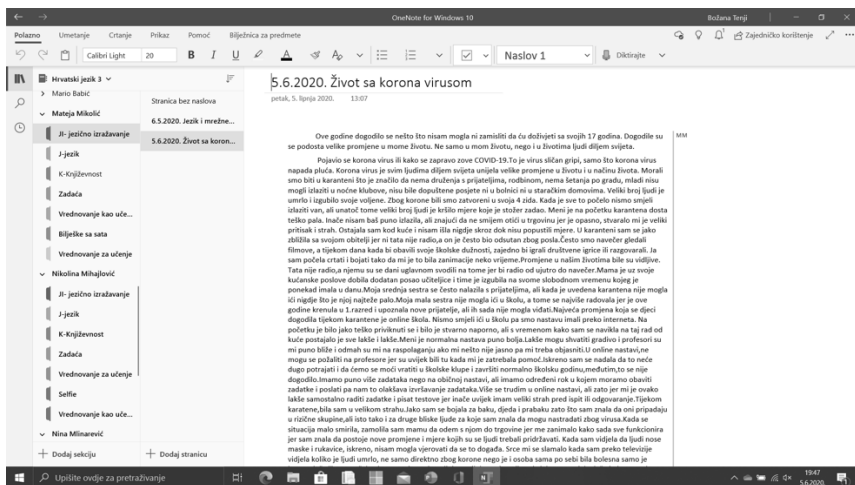 OneNote for Windows 10
Božana Tenji
Polazno Umetanje Crtanje Prikaz Pomoć Bilježnica za predmete
Zajedničko korištenje
Calibri Light 20 B I U A Naslov 1 Diktirajte
Hrvatski jezik 3
Mario Babić
Mateja Mikolić
JI- jezično izražavanje
J-jezik
K-Književnost
Zadaća
Vrednovanje kao uče...
Bilješke sa sata
Vrednovanje za učenje
Nikolina Mihajlović
JI- jezično izražavanje
J-jezik
K-Književnost
Zadaća
Vrednovanje za učenje
Selfie
Vrednovanje kao uče...
Nina Mlinarević
Dodaj sekciju
Stranica bez naslova
6.5.2020. Jezik i mrežne...
5.6.2020. Život sa koron...
Dodaj stranicu
5.6.2020. Život sa korona virusom
petak, 5. lipnja 2020. 13:07
MM
Ove godine dogodilo se nešto što nisam mogla ni zamisliti da ću doživjeti sa svojih 17 godina. Dogodile su
se podosta velike promjene u mome životu. Ne samo u mom životu, nego i u životima ljudi diljem svijeta.
Pojavio se korona virus ili kako se zapravo zove COVID-19.To je virus sličan gripi, samo što korona virus
napada pluća. Korona virus je svim ljudima diljem svijeta unijela velike promjene u životu i u načinu života. Morali
smo biti u karanteni što je značilo da nema druženja s prijateljima, rodbinom, nema šetanja po gradu, mladi nisu
mogli izlaziti u noćne klubove, nisu bile dopuštene posjete ni u bolnici ni u staračkim domovima. Veliki broj ljudi je
umrlo i izgubilo svoje voljene. Zbog korone bili smo zatvoreni u svoja 4 zida. Kada je sve to počelo nismo smjeli
izlaziti van, ali unatoč tome veliki broj ljudi je kršilo mjere koje je stožer zadao. Meni je na početku karantena dosta
teško pala. Inače nisam baš puno izlazila, ali znajući da ne smijem otići u trgovinu jer je opasno, stvaralo mi je veliki
pritisak i strah. Ostajala sam kod kuće i nisam išla nigdje skroz dok nisu popustili mjere. U karanteni sam se jako
zbližila sa svojom obitelji jer ni tata nije radio,a on je često bio odsutan zbog posla.Često smo navečer gledali
filmove, a tijekom dana kada bi obavili svoje školske dužnosti, zajedno bi igrali društvene igrice ili razgovarali. Ja
sam počela crtati i bojati tako da mi je to bila zanimacije neko vrijeme.Promjene u našim životima bile su vidljive.
Tata nije radio,a njemu su se dani uglavnom svodili na tome jer bi radio od ujutro do navečer.Mama je uz svoje
kućanske poslove dobila dodatan posao učiteljice i time je izgubila na svome slobodnom vremenu kojeg je
ponekad imala u danu.Moja srednja sestra se često nalazila s prijateljima, ali kada je uvedena karantena nije mogla
ići nigdje što je njoj najteže palo.Moja mala sestra nije mogla ići u školu, a tome se najviše radovala jer je ove
godine krenula u 1.razred i upoznala nove prijatelje, ali ih sada nije mogla viđati.Najveća promjena koja se djeci
dogodila tijekom karantene je online škola. Nismo smjeli ići u školu pa smo nastavu imali preko interneta. Na
početku je bilo jako teško priviknuti se i bilo je stvarno naporno, ali s vremenom kako sam se navikla na taj rad od
kuće postajalo je sve lakše i lakše.Meni je normalna nastava puno bolja.Lakše mogu shvatiti gradivo i profesori su
mi puno bliže i odmah su mi na raspolaganju ako mi nešto nije jasno pa mi treba objasniti.U online nastavi,ne
mogu se požaliti na profesore jer su uvijek bili tu kada mi je zatrebala pomoć.Iskreno sam se nadala da to neće
dugo potrajati i da ćemo se moći vratiti u školske klupe i završiti normalno školsku godinu,međutim,to se nije
dogodilo.Imamo puno više zadataka nego na običnoj nastavi, ali imamo određeni rok u kojem moramo obaviti
zadatke i poslati pa nam to olakšava izvršavanje zadataka.Više se trudim u online nastavi, ali zato jer mi je ovako
lakše samostalno raditi zadatke i pisat testove jer inače uvijek imam veliki strah pred ispit ili odgovaranje.Tijekom
karatene,bila sam u velikom strahu.Jako sam se bojala za baku, djeda i prabaku zato što sam znala da oni pripadaju
u rizične skupine,ali isto tako i za druge bliske ljude za koje sam znala da mogu nastradati zbog virusa.Kada se
situacija malo smirila, zamolila sam mamu da odem s njom do trgovine jer me zanimalo kako sada sve funkcionira
jer sam znala da postoje nove promjene i mjere kojih su se ljudi trebali pridržavati. Kada sam vidjela da ljudi nose
maske i rukavice, iskreno, nisam mogla vjerovati da se to događa. Srce mi se slamalo kada sam preko televizije
vidjela koliko je ljudi umrlo, ne samo direktno zbog korone nego je i osoba sama po sebi bila bolesna samo je
Upišite ovdje za pretraživanje
19:47
5.6.2020.